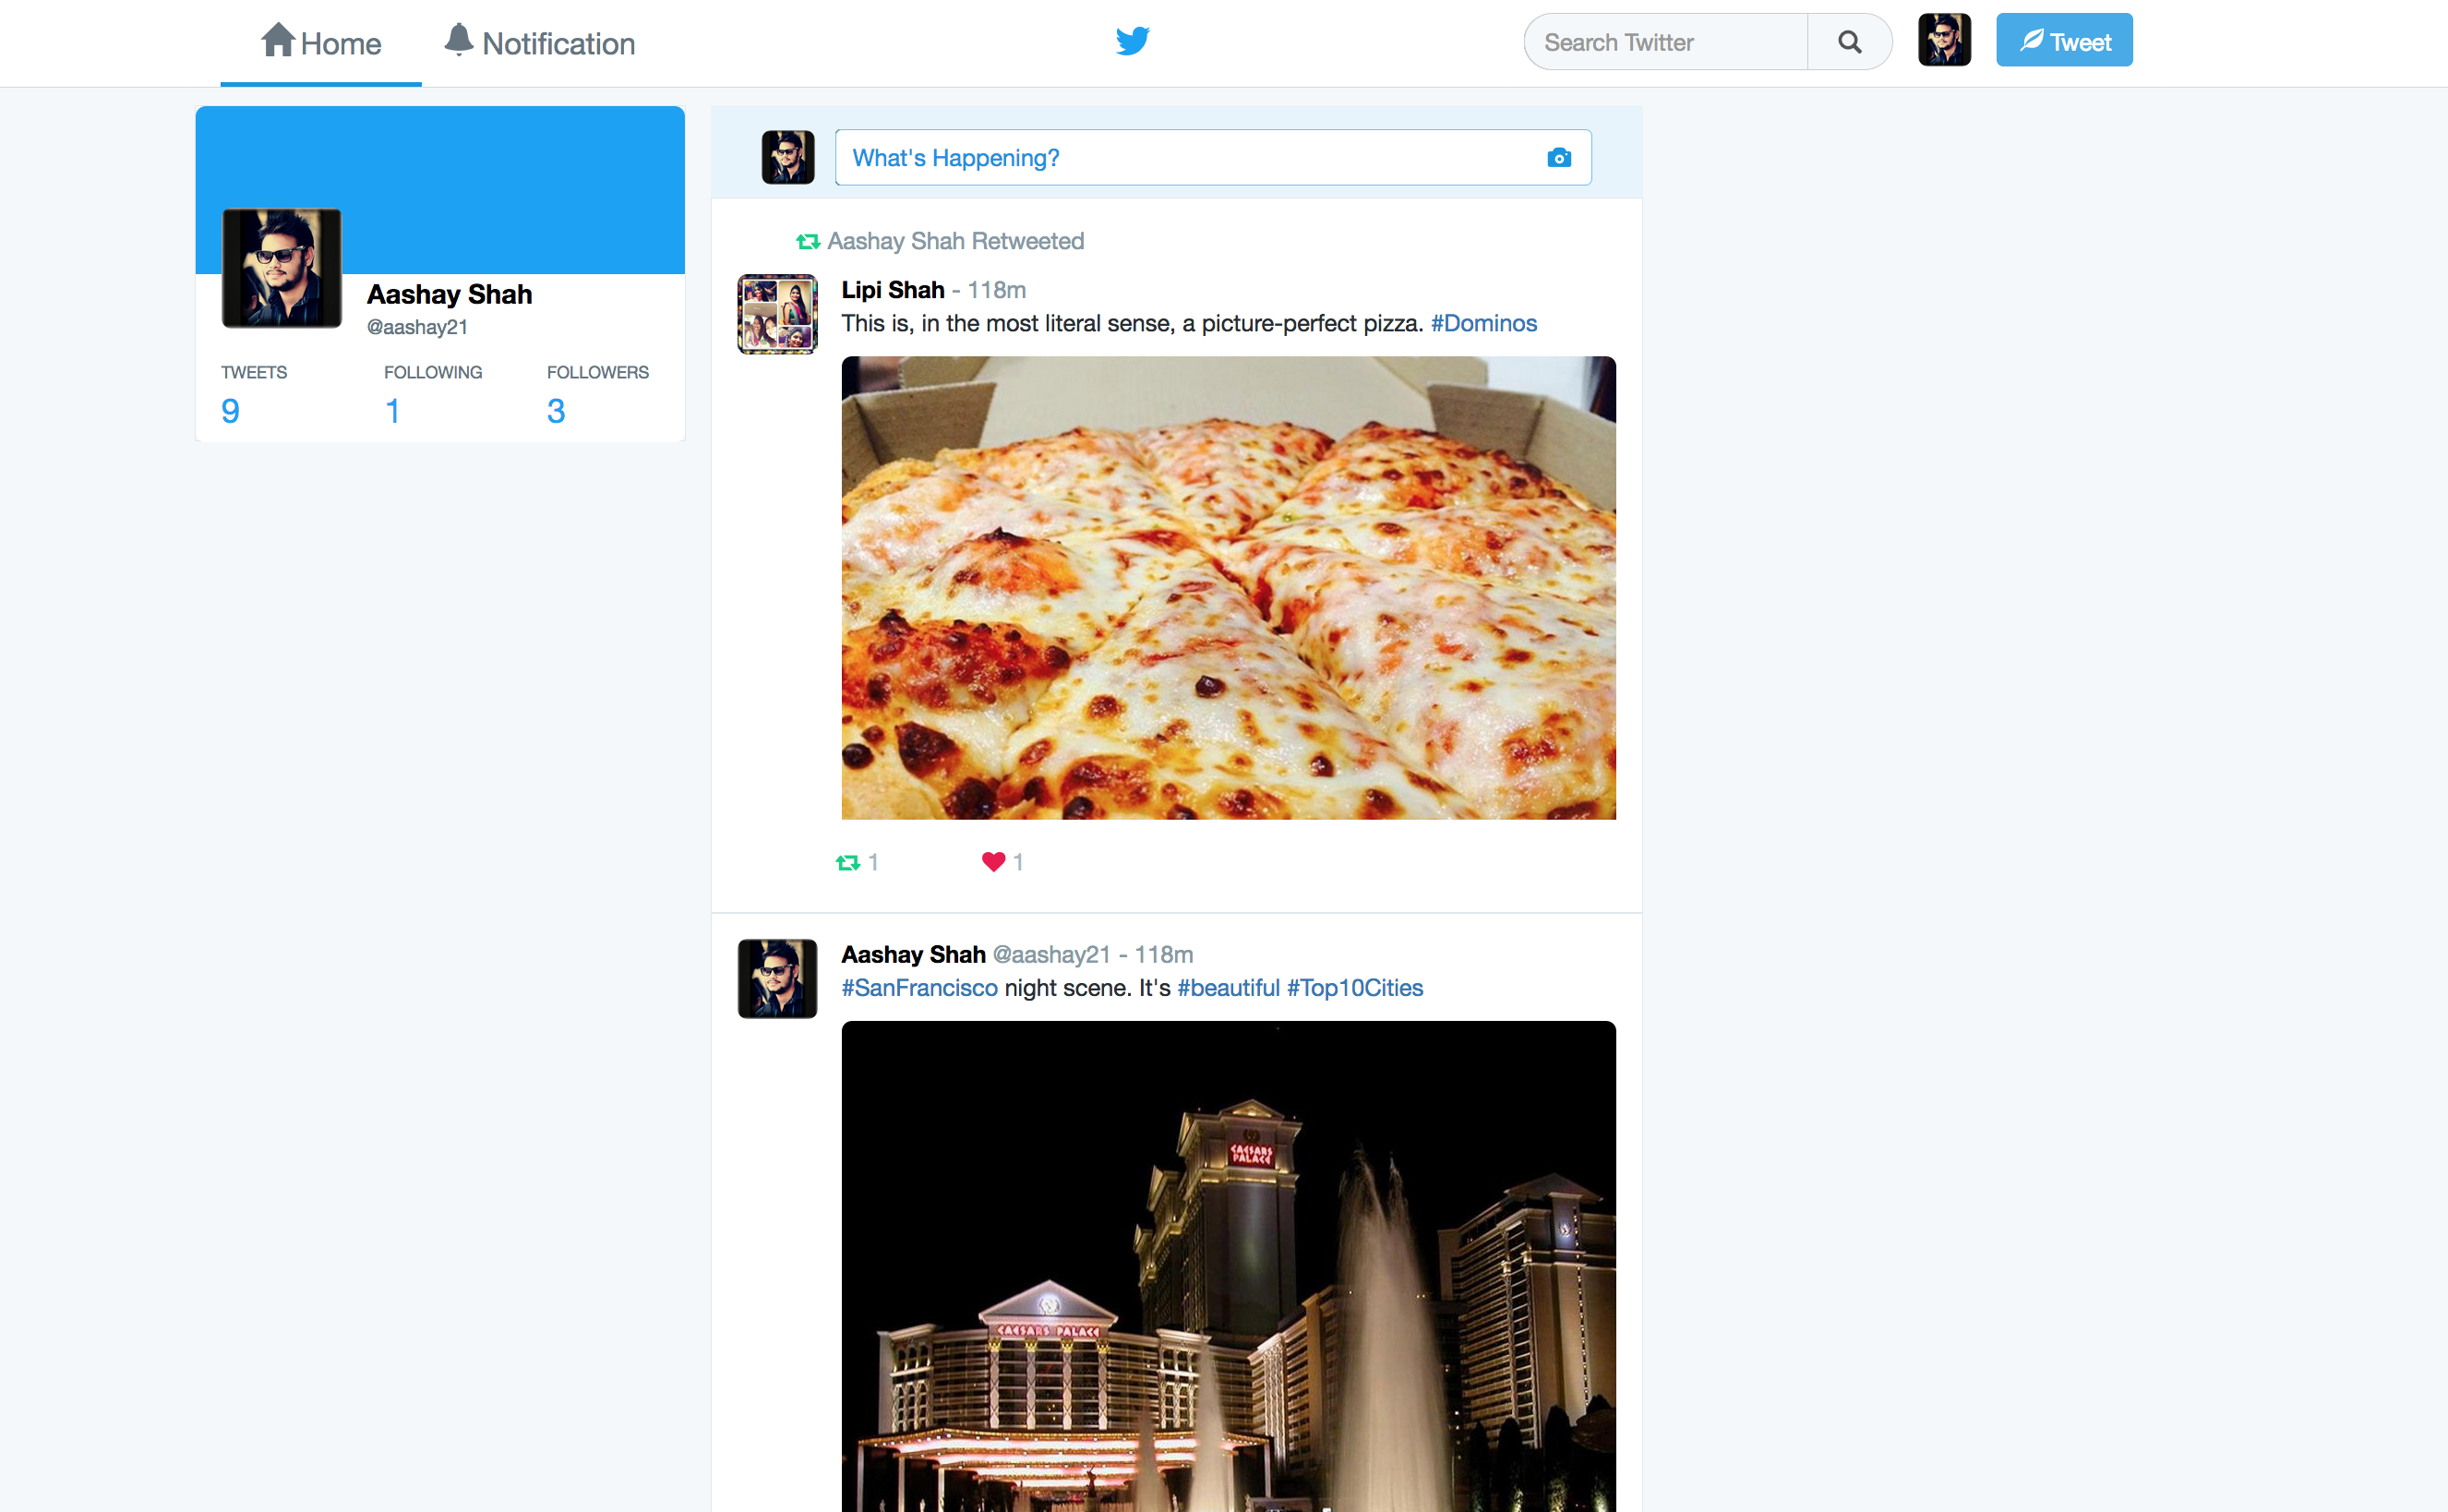 Home
Notification
Search Twitter
Tweet
Aashay Shah
@aashay21
TWEETS FOLLOWING FOLLOWERS
9 1 3
What's Happening?
Aashay Shah Retweeted
Lipi Shah - 118m
This is, in the most literal sense, a picture-perfect pizza. #Dominos
1 1
Aashay Shah @aashay21 - 118m
#SanFrancisco night scene. It's #beautiful #Top10Cities
CAESARS
PALACE
CAESARS PALACE